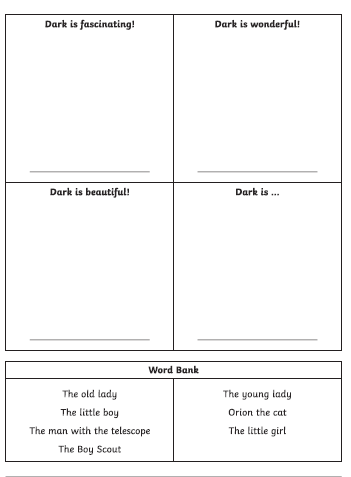 Dark is fascinating!
Dark is wonderful!
Dark is beautiful!
Dark is ...
Word Bank
The old lady
The little boy
The man with the telescope
The Boy Scout
The young lady
Orion the cat
The little girl